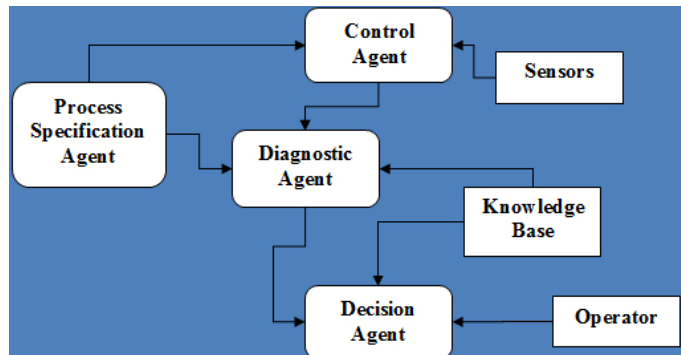 Control
Agent
Sensors
Process
Specification
Agent
Diagnostic
Agent
Knowledge
Base
Decision
Agent
Operator